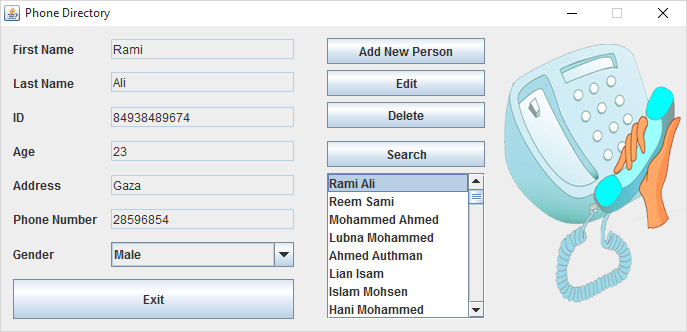 Phone Directory
First Name Rami
Last Name Ali
ID 84938489674
Age 23
Address Gaza
Phone Number 28596854
Gender Male
Exit
Add New Person
Edit
Delete
Search
Rami Ali
Reem Sami
Mohammed Ahmed
Lubna Mohammed
Ahmed Authman
Lian Isam
Islam Mohsen
Hani Mohammed